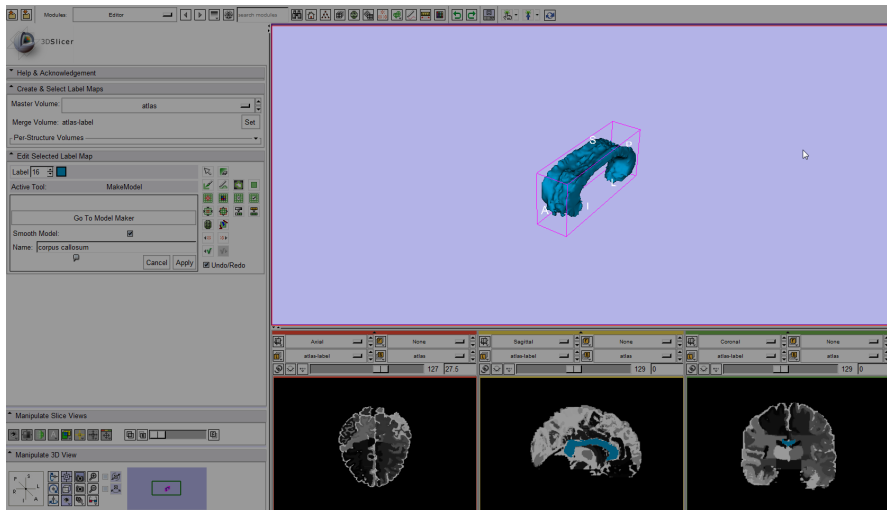 Modules: Editor search modules
3DSlicer
Help & Acknowledgement
Create & Select Label Maps
Master Volume: atlas
Merge Volume: atlas-label Set
Per-Structure Volumes
Edit Selected Label Map
Label 16
Active Tool: MakeModel
Go To Model Maker
Smooth Model:
Name: corpus callosum
Cancel Apply
Undo/Redo
S
L
A I
Axial None Sagittal None Coronal None
atlas-label atlas atlas-label atlas atlas-label atlas
127 27.5 129 0 129 0
Manipulate Slice Views
Manipulate 3D View